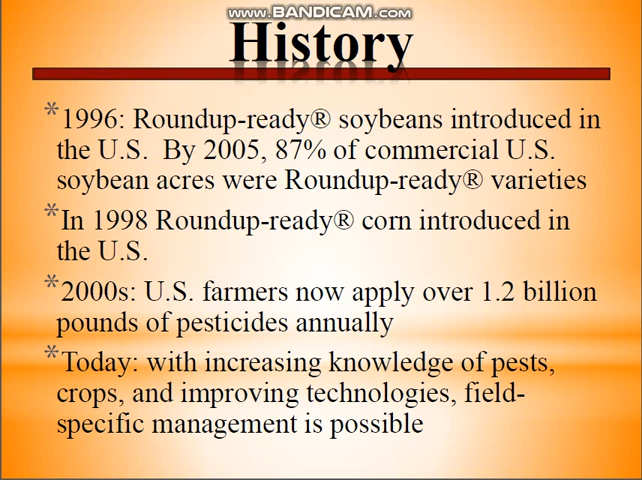 WWW.BANDICAM.COM
History
*1996: Roundup-ready® soybeans introduced in
the U.S. By 2005, 87% of commercial U.S.
soybean acres were Roundup-ready® varieties
*In 1998 Roundup-ready® corn introduced in
the U.S.
*2000s: U.S. farmers now apply over 1.2 billion
pounds of pesticides annually
*Today: with increasing knowledge of pests,
crops, and improving technologies, field-
specific management is possible